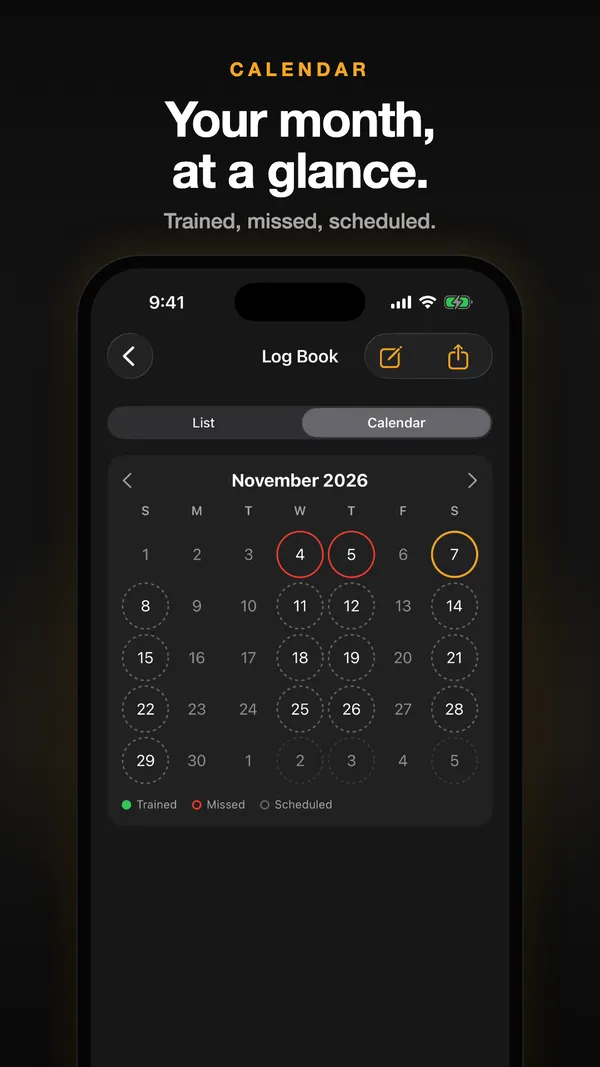 CALENDAR
Your month,
at a glance.
Trained, missed, scheduled.
9:41
Log Book
List Calendar
November 2026
S M T W T F S
1 2 3 4 5 6 7
8 9 10 11 12 13 14
15 16 17 18 19 20 21
22 23 24 25 26 27 28
29 30 1 2 3 4 5
Trained Missed Scheduled